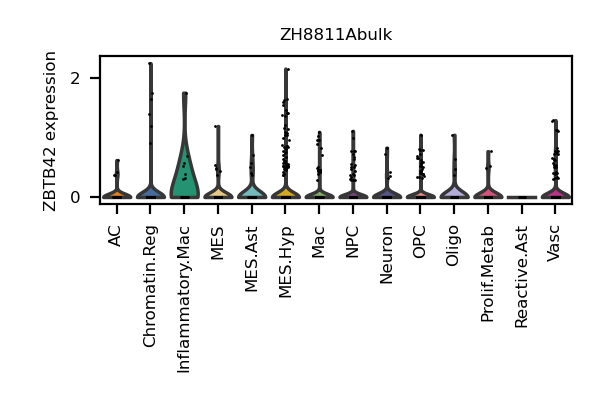 ZH8811Abulk
ZBTB42 expression
2
0
AC
Chromatin.Reg
Inflammatory.Mac
MES
MES.Ast
MES.Hyp
Mac
NPC
Neuron
OPC
Oligo
Prolif.Metab
Reactive.Ast
Vasc